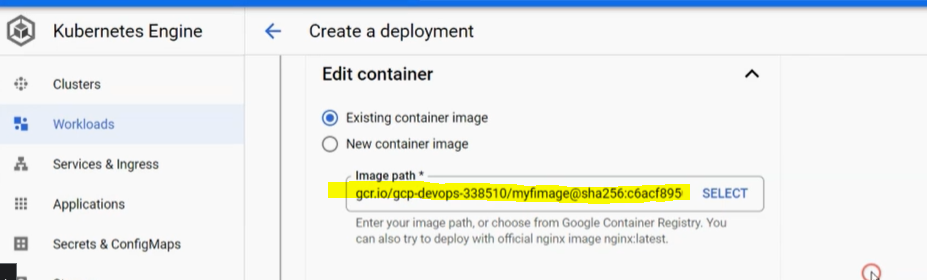 Kubernetes Engine
Create a deployment
Clusters
Workloads
Services & Ingress
Applications
Secrets & ConfigMaps
Edit container
Existing container image
New container image
Image path *
gcr.io/gcp-devops-338510/myfimage@sha256:c6acf895
SELECT
Enter your image path, or choose from Google Container Registry. You
can also try to deploy with official nginx image nginx:latest.